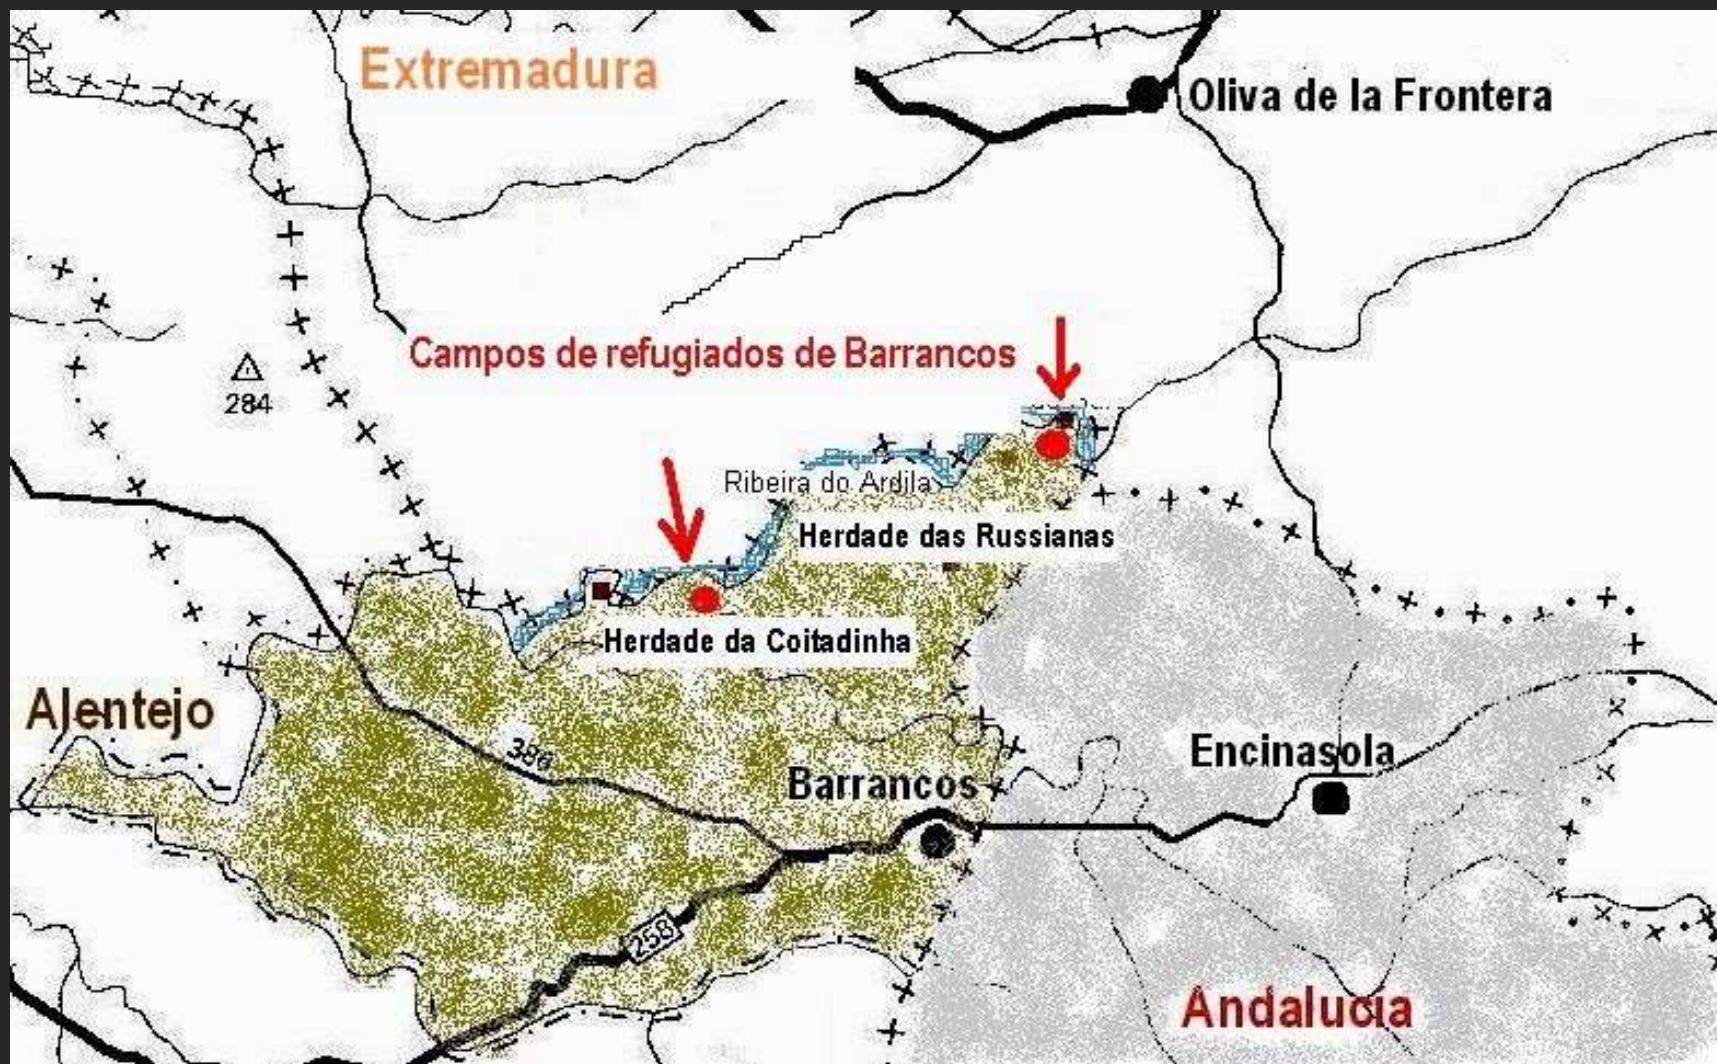 Extremadura
Oliva de la Frontera
Campos de refugiados de Barrancos
284
Ribeira do Ardila
Herdade das Russianas
Herdade da Coitadinha
Alentejo
386
Encinasola
Barrancos
258
Andalucia